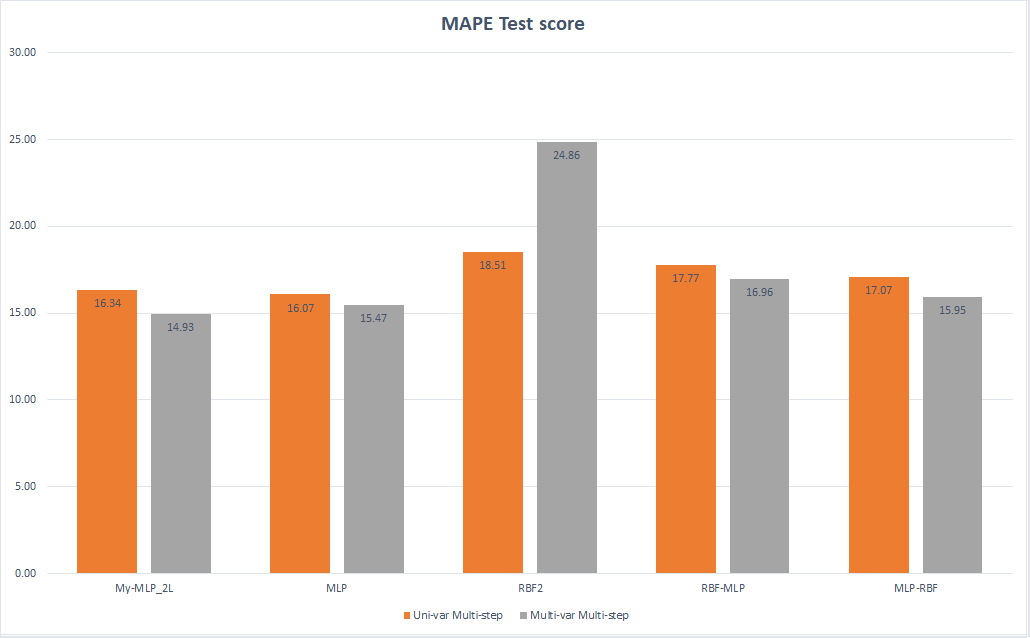 MAPE Test score
30.00
25.00
20.00
15.00
10.00
5.00
0.00
16.34
14.93
16.07
15.47
18.51
24.86
17.77
16.96
17.07
15.95
My-MLP_2L
MLP
RBF2
RBF-MLP
MLP-RBF
Uni-var Multi-step
Multi-var Multi-step